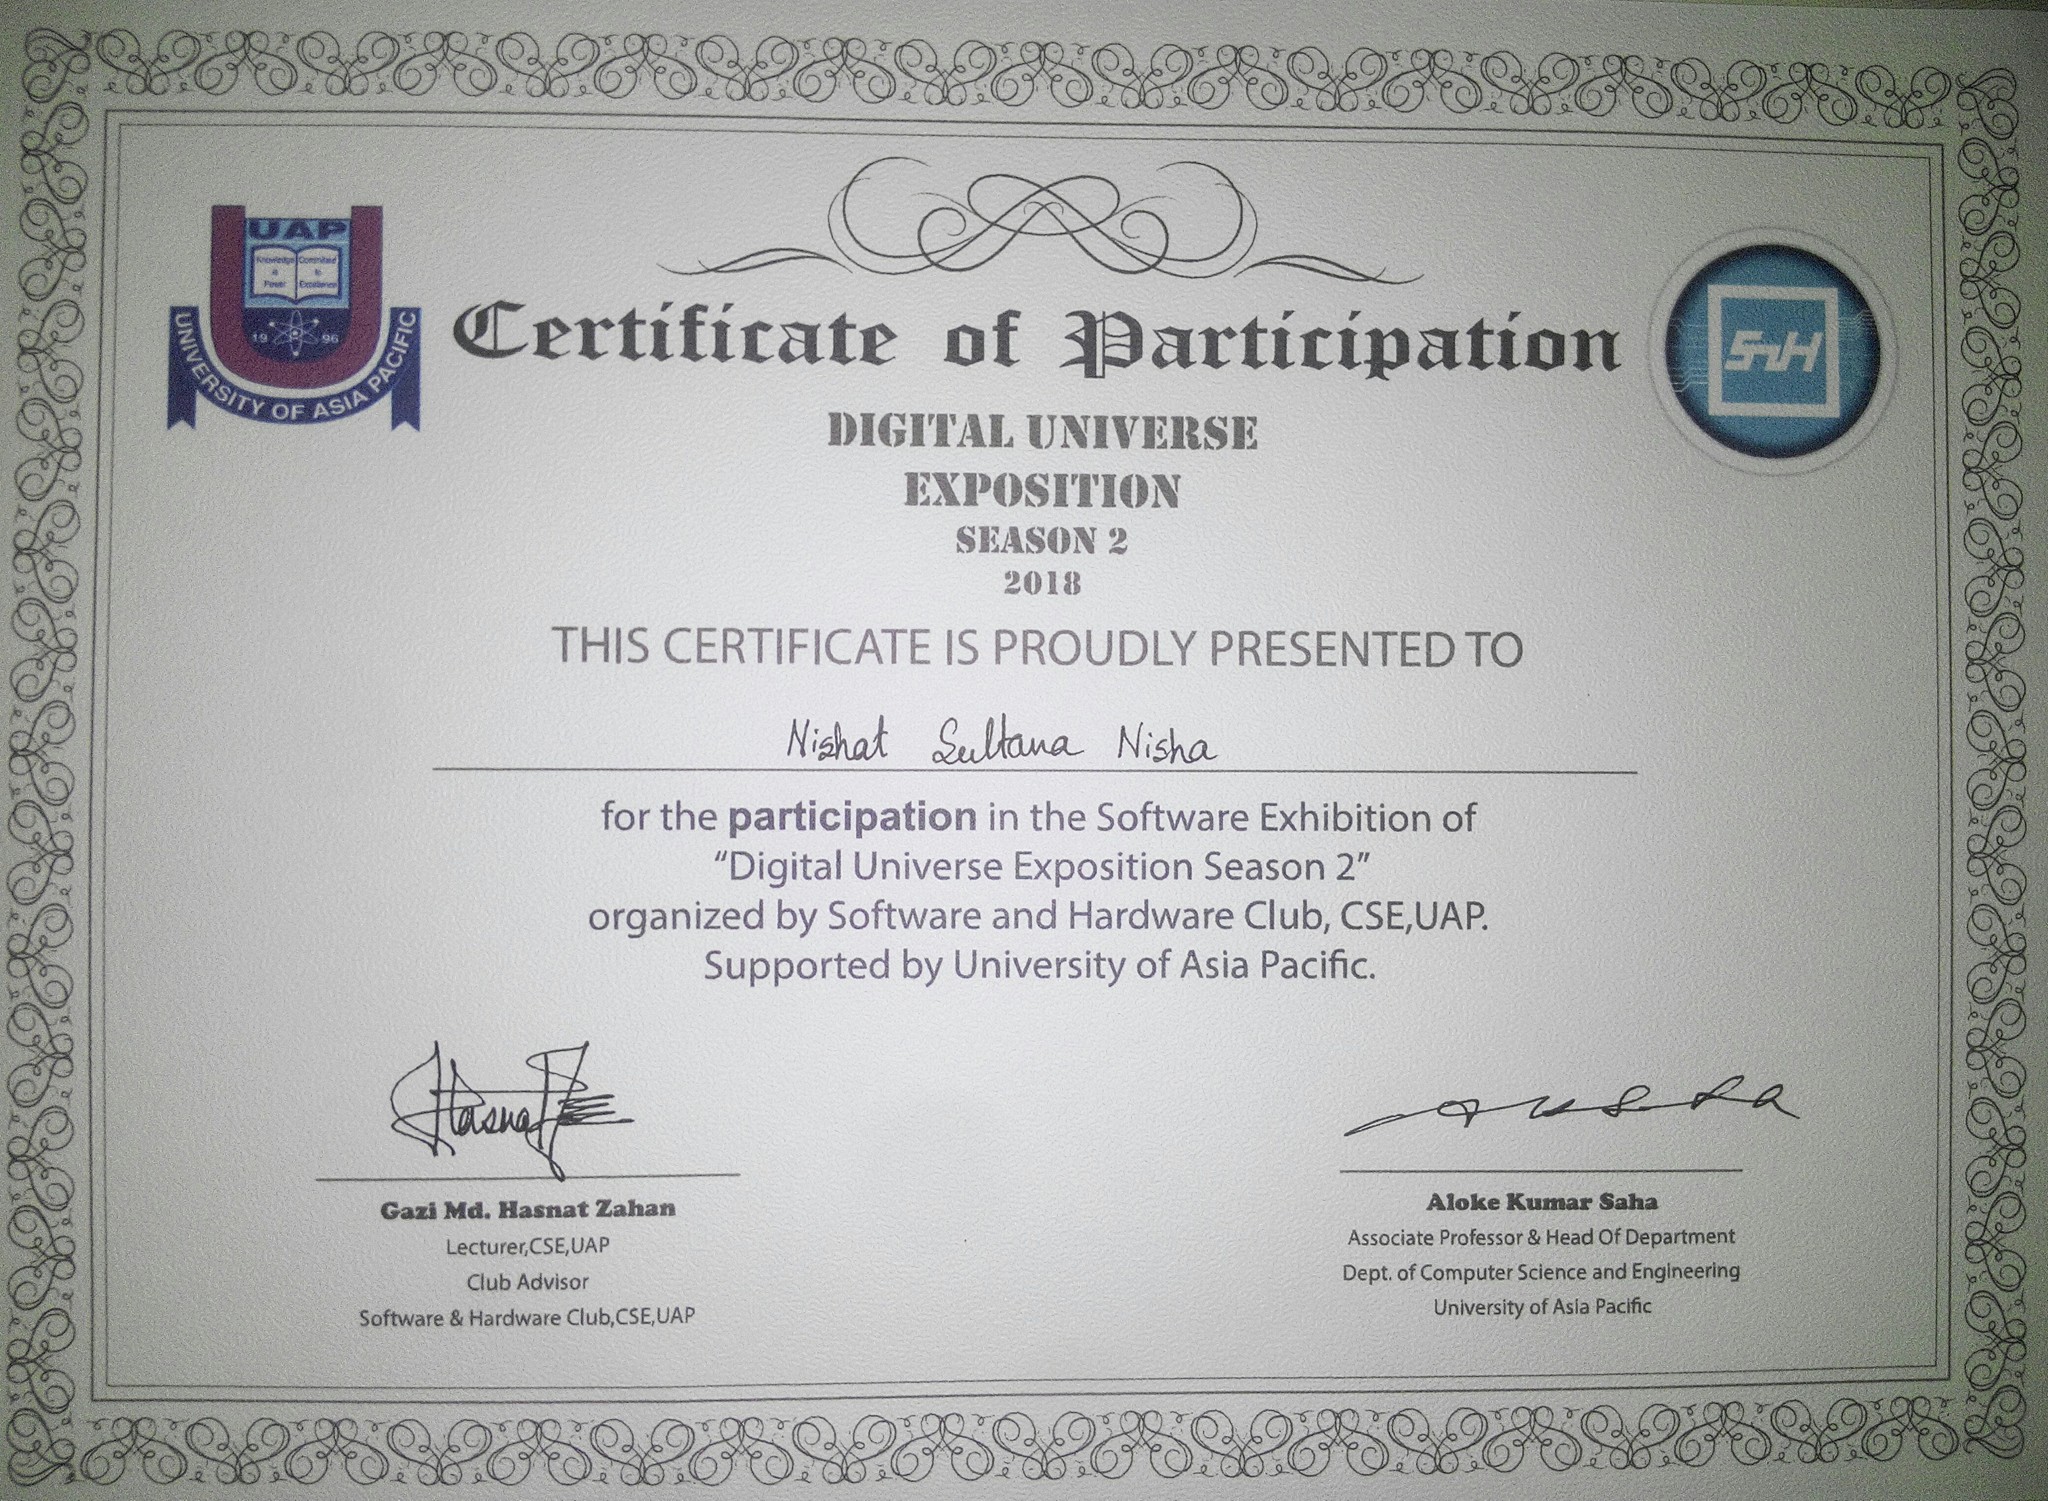 UAP
Knowledge is Power
Committed to Excellence
1996
UNIVERSITY OF ASIA PACIFIC
SnH
Certificate of Participation
DIGITAL UNIVERSE
EXPOSITION
SEASON 2
2018
THIS CERTIFICATE IS PROUDLY PRESENTED TO
Nishat Sultana Nisha
for the participation in the Software Exhibition of
“Digital Universe Exposition Season 2”
organized by Software and Hardware Club, CSE,UAP.
Supported by University of Asia Pacific.
Hasnat
Gazi Md. Hasnat Zahan
Lecturer,CSE,UAP
Club Advisor
Software & Hardware Club,CSE,UAP
Aloke Kumar Saha
Associate Professor & Head Of Department
Dept. of Computer Science and Engineering
University of Asia Pacific